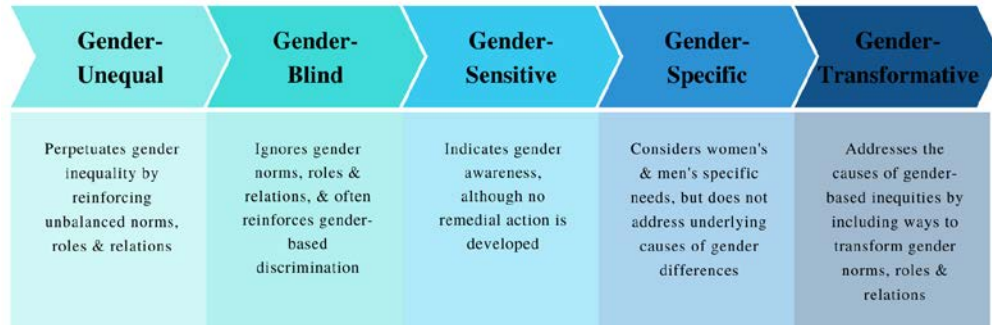 Gender-
Unequal
Gender-
Blind
Gender-
Sensitive
Gender-
Specific
Gender-
Transformative
Perpetuates gender
inequality by
reinforcing
unbalanced norms,
roles & relations
Ignores gender
norms, roles &
relations, & often
reinforces gender-
based
discrimination
Indicates gender
awareness,
although no
remedial action is
developed
Considers women's
& men's specific
needs, but does not
address underlying
causes of gender
differences
Addresses the
causes of gender-
based inequities by
including ways to
transform gender
norms, roles &
relations